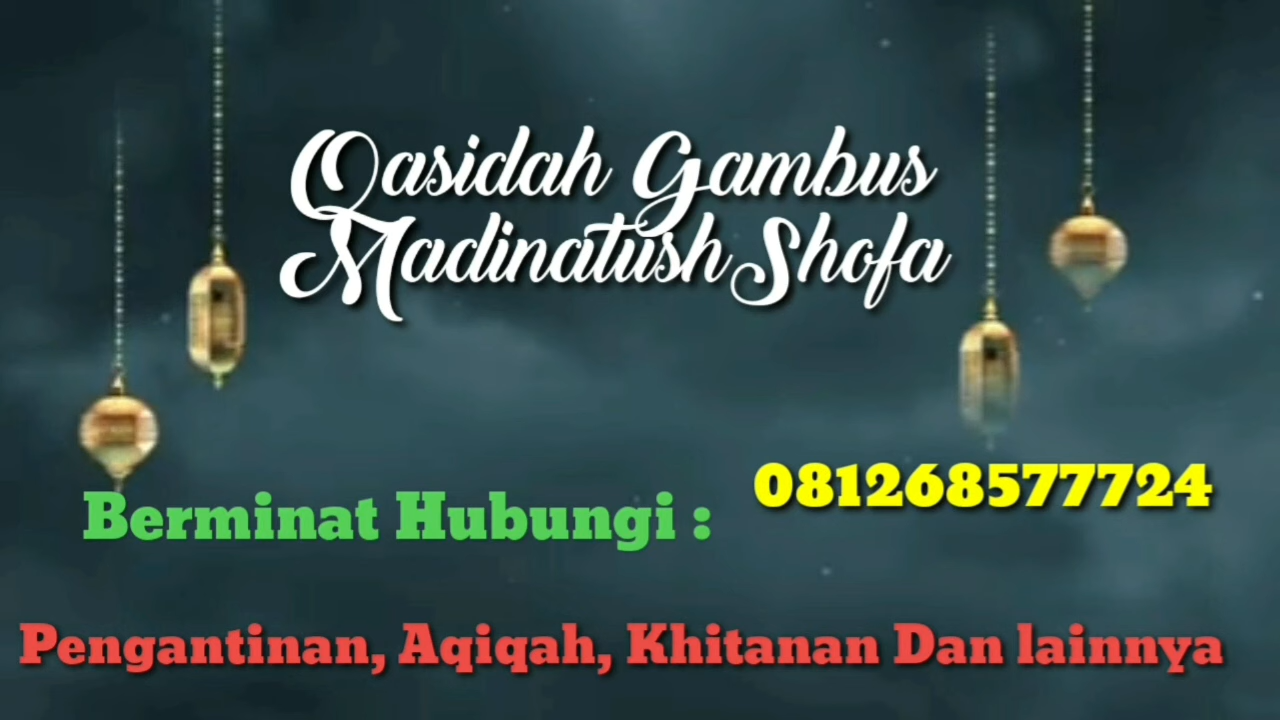 Qasidah Gambus
Madinatush Shofa
Berminat Hubungi : 081268577724
Pengantinan, Aqiqah, Khitanan Dan lainnya